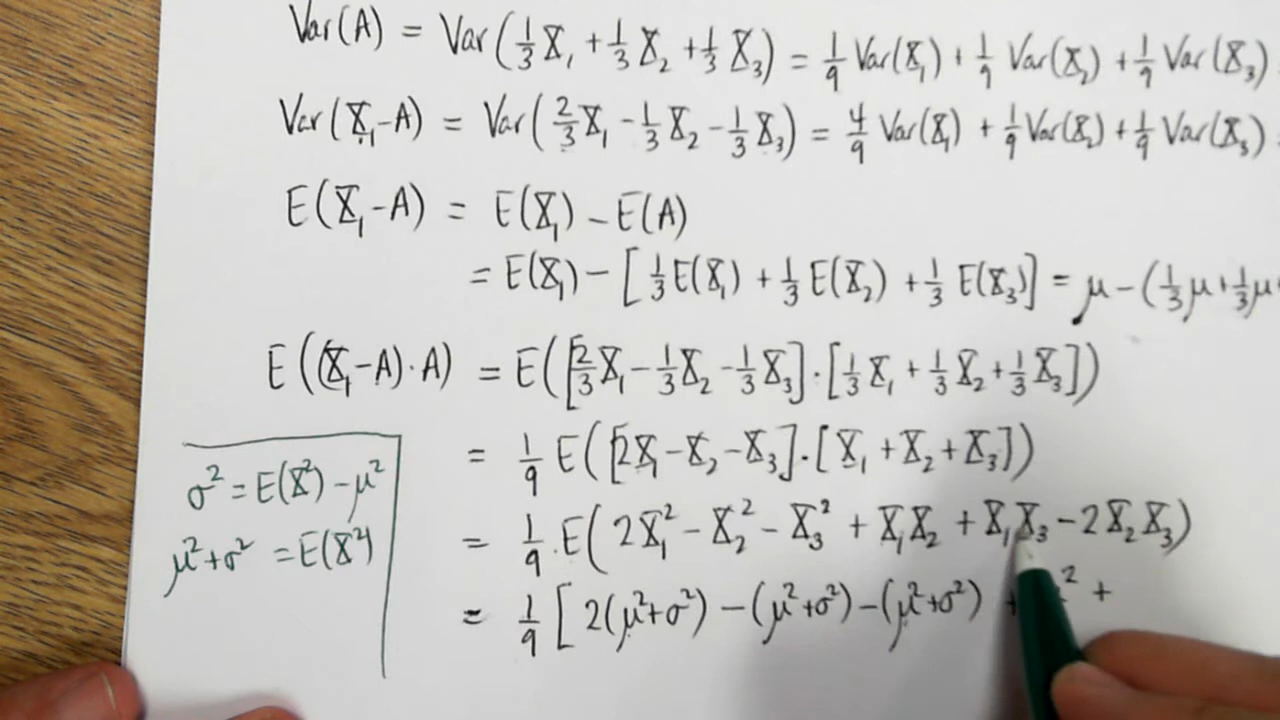 Var(A) = Var(1/3 X₁ + 1/3 X₂ + 1/3 X₃) = 1/9 Var(X₁) + 1/9 Var(X₂) + 1/9 Var(X₃)
Var(X₁-A) = Var(2/3 X₁ - 1/3 X₂ - 1/3 X₃) = 4/9 Var(X₁) + 1/9 Var(X₂) + 1/9 Var(X₃)
E(X₁-A) = E(X₁) - E(A)
= E(X₁) - [1/3 E(X₁) + 1/3 E(X₂) + 1/3 E(X₃)] = μ - (1/3 μ + 1/3 μ
E((X₁-A)·A) = E([2/3 X₁ - 1/3 X₂ - 1/3 X₃]·[1/3 X₁ + 1/3 X₂ + 1/3 X₃])
= 1/9 E([2X₁ - X₂ - X₃]·[X₁ + X₂ + X₃])
= 1/9·E(2X₁² - X₂² - X₃² + X₁X₂ + X₁X₃ - 2X₂X₃)
= 1/9 [2(μ²+σ²) - (μ²+σ²) - (μ²+σ²) + ² +
σ² = E(X²) - μ²
μ²+σ² = E(X²)